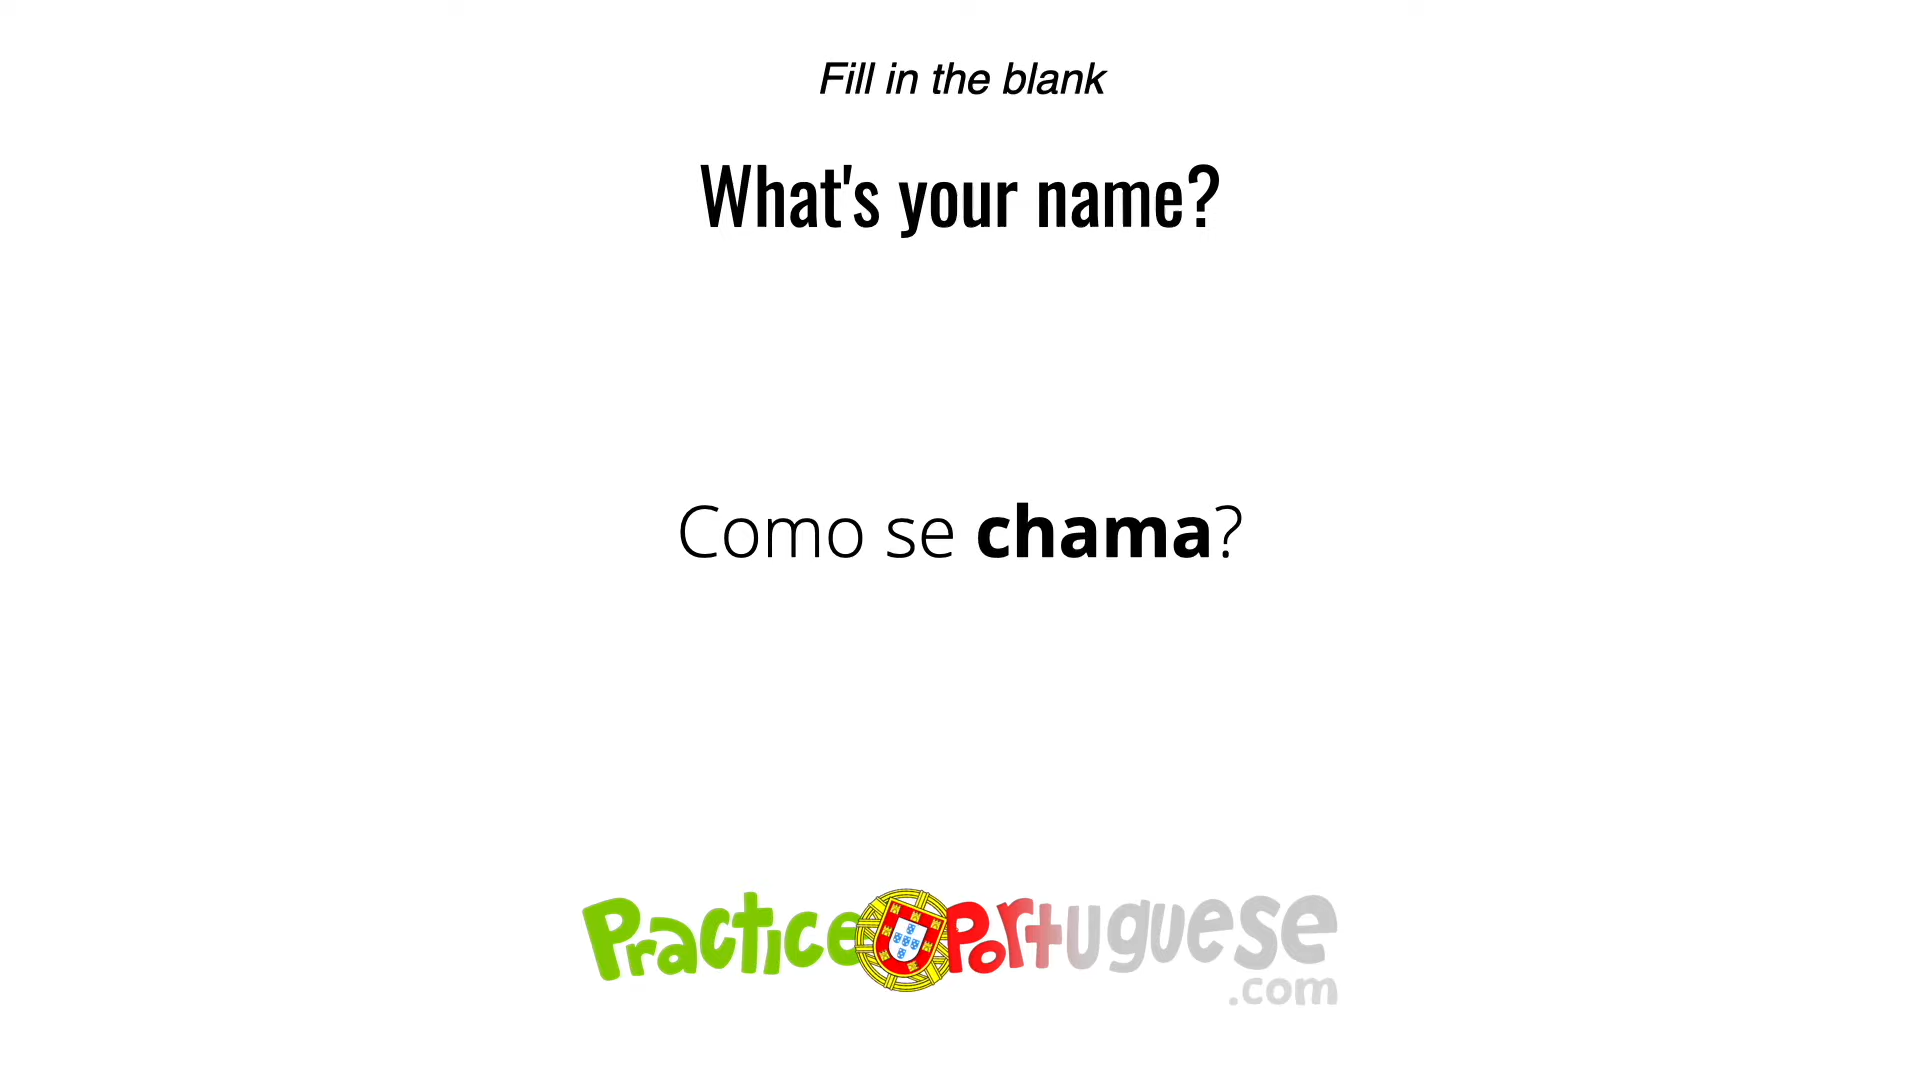 Fill in the blank
What's your name?
Como se chama?
PracticePortuguese
.com